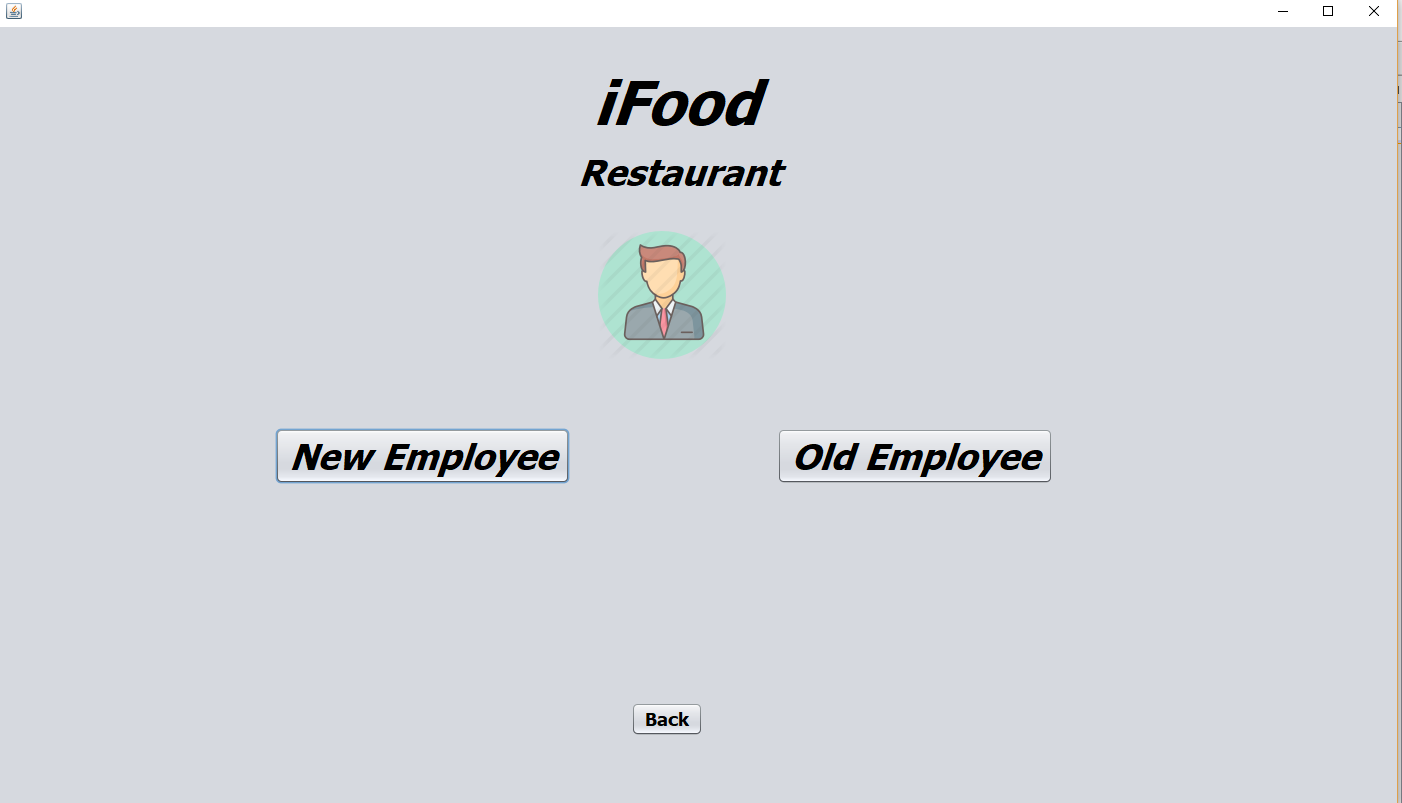 iFood
Restaurant
New Employee
Old Employee
Back